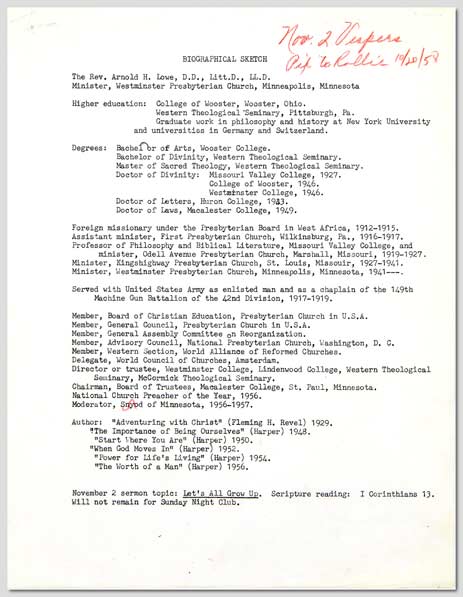 Nov. 2 Vespers
Pix to Rollie 10/20/58
BIOGRAPHICAL SKETCH
The Rev. Arnold H. Lowe, D.D., Litt.D., LL.D.
Minister, Westminster Presbyterian Church, Minneapolis, Minnesota
Higher education: College of Wooster, Wooster, Ohio.
Western Theological Seminary, Pittsburgh, Pa.
Graduate work in philosophy and history at New York University
and universities in Germany and Switzerland.
Degrees: Bachelor of Arts, Wooster College.
Bachelor of Divinity, Western Theological Seminary.
Master of Sacred Theology, Western Theological Seminary.
Doctor of Divinity: Missouri Valley College, 1927.
College of Wooster, 1946.
Westminster College, 1946.
Doctor of Letters, Huron College, 1933.
Doctor of Laws, Macalester College, 1949.
Foreign missionary under the Presbyterian Board in West Africa, 1912-1915.
Assistant minister, First Presbyterian Church, Wilkinsburg, Pa., 1916-1917.
Professor of Philosophy and Biblical Literature, Missouri Valley College, and
minister, Odell Avenue Presbyterian Church, Marshall, Missouri, 1919-1927.
Minister, Kingshighway Presbyterian Church, St. Louis, Missouir, 1927-1941.
Minister, Westminster Presbyterian Church, Minneapolis, Minnesota, 1941---.
Served with United States Army as enlisted man and as a chaplain of the 149th
Machine Gun Battalion of the 42nd Division, 1917-1919.
Member, Board of Christian Education, Presbyterian Church in U.S.A.
Member, General Council, Presbyterian Church in U.S.A.
Member, General Assembly Committee on Reorganization.
Member, Advisory Council, National Presbyterian Church, Washington, D. C.
Member, Western Section, World Alliance of Reformed Churches.
Delegate, World Council of Churches, Amsterdam.
Director or trustee, Westminster College, Lindenwood College, Western Theological
Seminary, McCormick Theological Seminary.
Chairman, Board of Trustees, Macalester College, St. Paul, Minnesota.
National Church Preacher of the Year, 1956.
Moderator, Synod of Minnesota, 1956-1957.
Author: "Adventuring with Christ" (Fleming H. Revel) 1929.
"The Importance of Being Ourselves" (Harper) 1948.
"Start Where You Are" (Harper) 1950.
"When God Moves In" (Harper) 1952.
"Power for Life's Living" (Harper) 1954.
"The Worth of a Man" (Harper) 1956.
November 2 sermon topic: Let's All Grow Up. Scripture reading: I Corinthians 13.
Will not remain for Sunday Night Club.